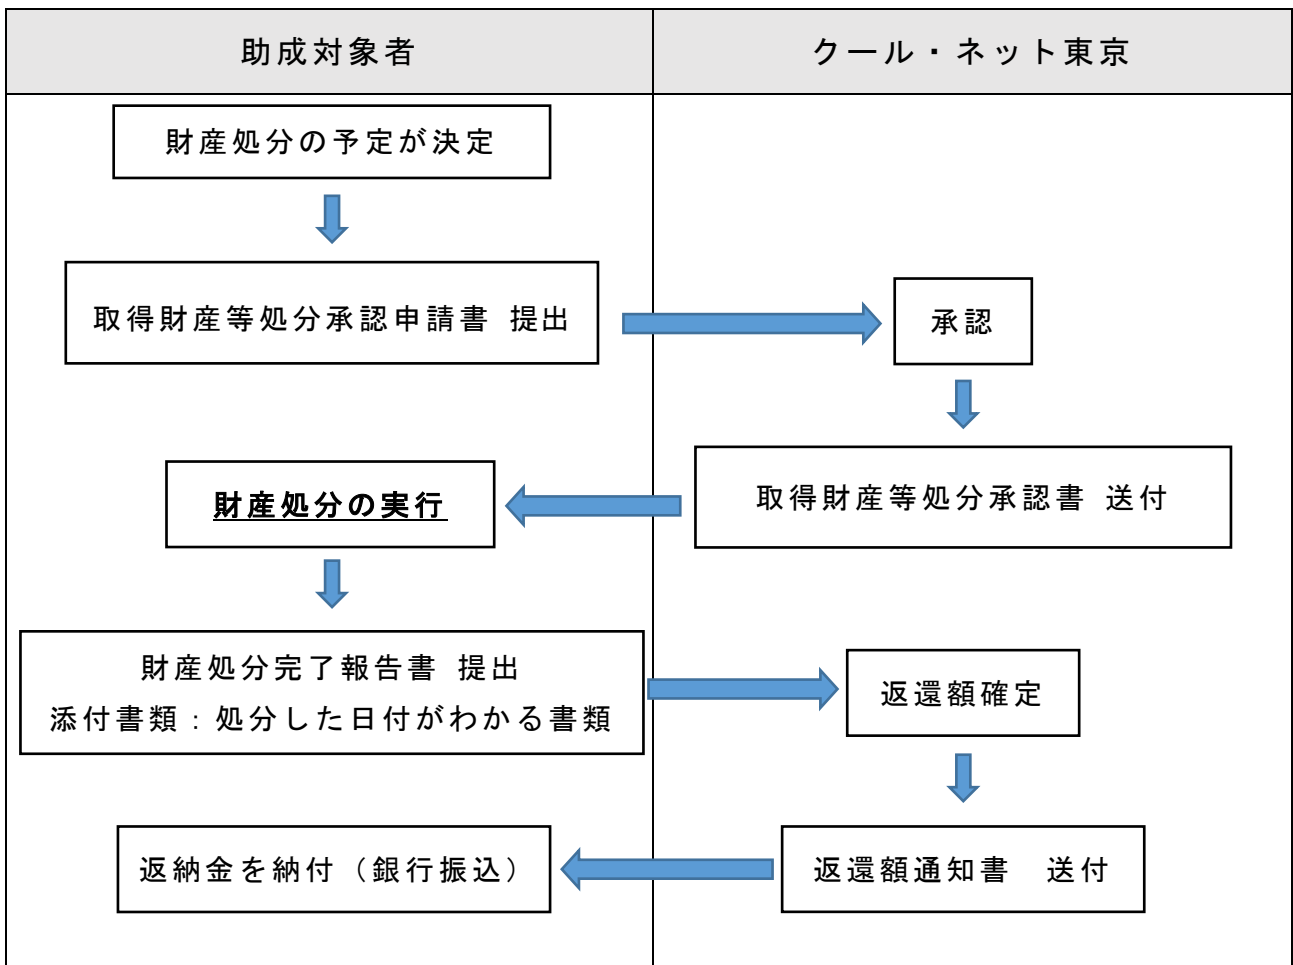 助成対象者
クール・ネット東京
財産処分の予定が決定
取得財産等処分承認申請書 提出
承認
取得財産等処分承認書 送付
財産処分の実行
財産処分完了報告書 提出
添付書類：処分した日付がわかる書類
返還額確定
返還額通知書　送付
返納金を納付（銀行振込）